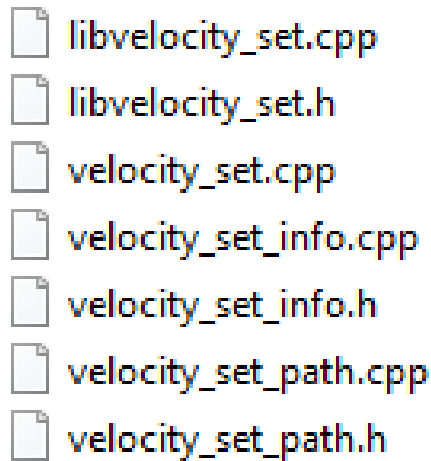 libvelocity_set.cpp
libvelocity_set.h
velocity_set.cpp
velocity_set_info.cpp
velocity_set_info.h
velocity_set_path.cpp
velocity_set_path.h